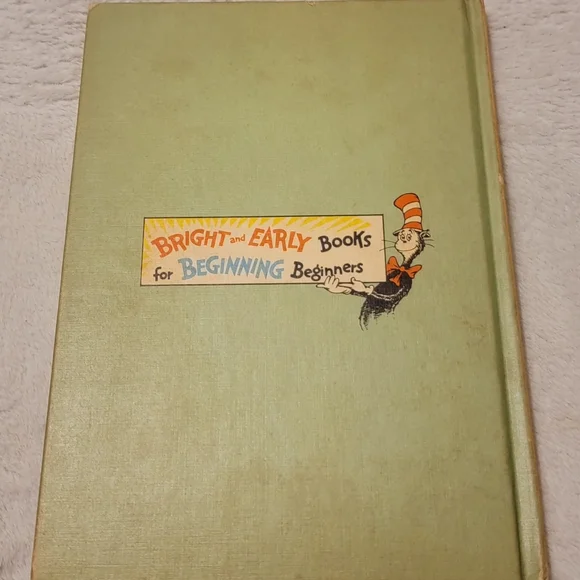 BRIGHT and EARLY BOOKS
for BEGINNING Beginners